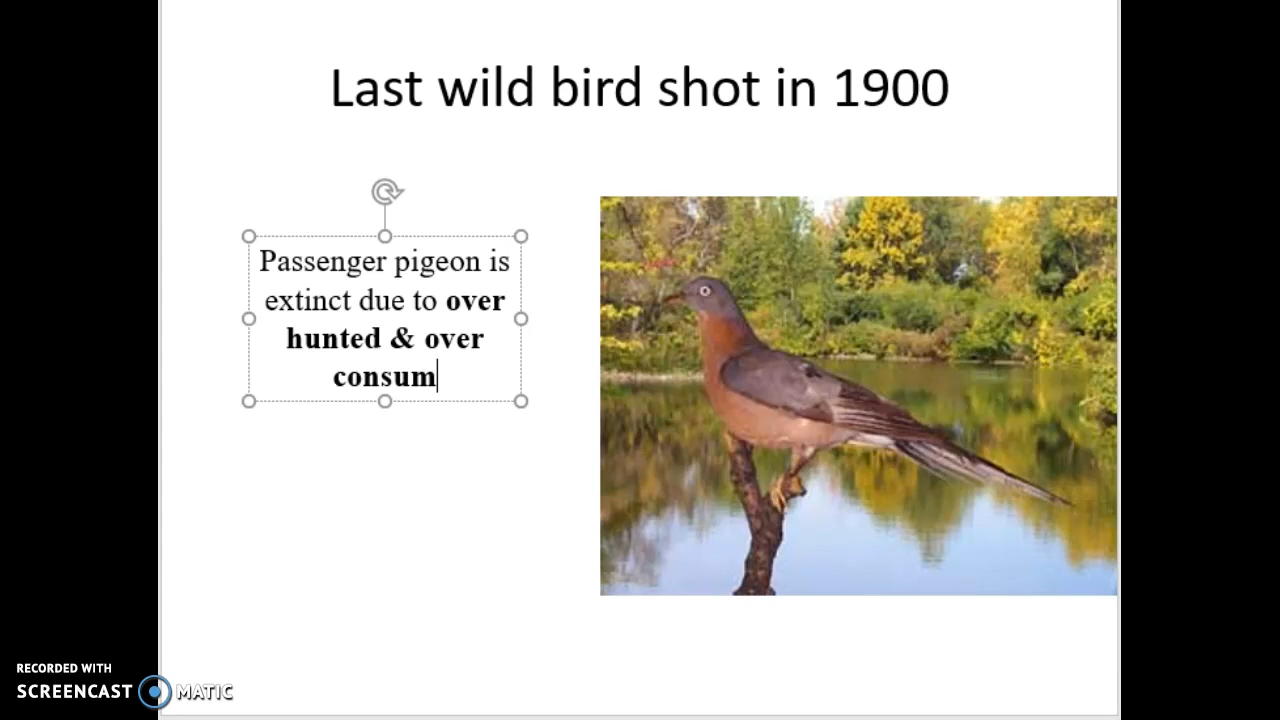 Last wild bird shot in 1900
Passenger pigeon is
extinct due to over
hunted & over
consum
RECORDED WITH
SCREENCAST MATIC